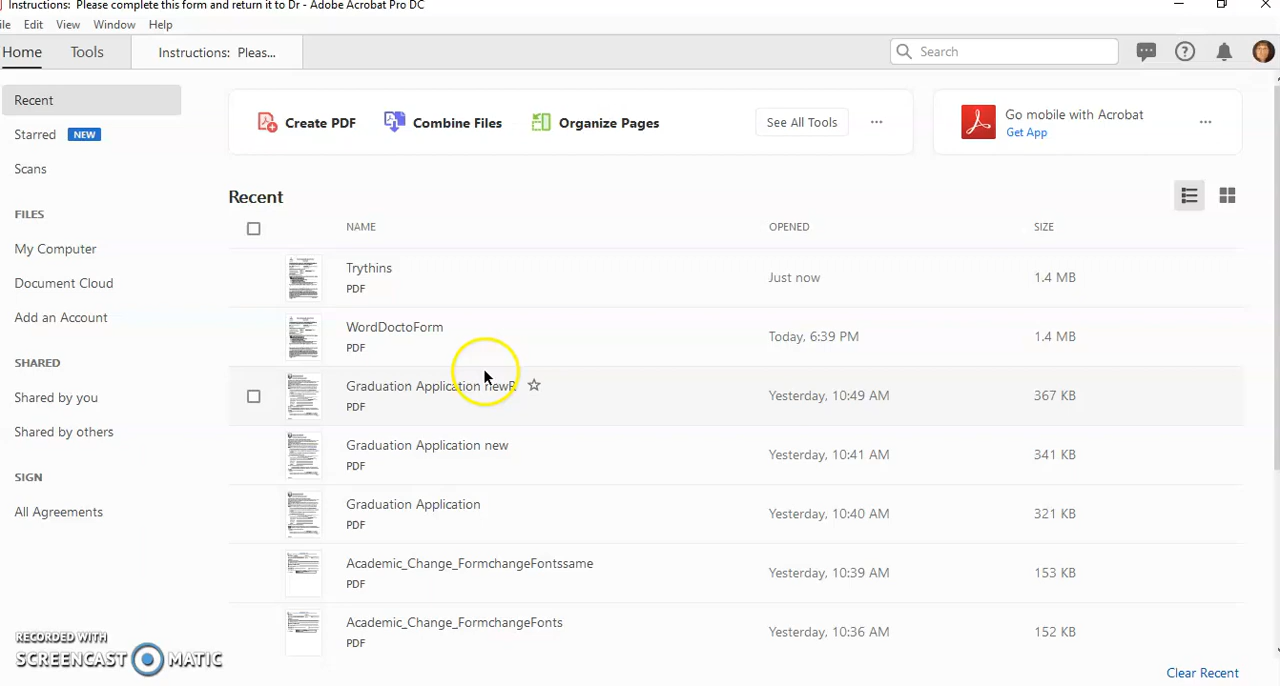 Instructions: Please complete this form and return it to Dr - Adobe Acrobat Pro DC
ile Edit View Window Help
Home Tools Instructions: Pleas... Search
Recent
Starred NEW
Scans
FILES
My Computer
Document Cloud
Add an Account
SHARED
Shared by you
Shared by others
SIGN
All Agreements
Create PDF Combine Files Organize Pages See All Tools ...
Go mobile with Acrobat ...
Get App
Recent
NAME OPENED SIZE
Trythins Just now 1.4 MB
PDF
WordDoctoForm Today, 6:39 PM 1.4 MB
PDF
Graduation Application newR Yesterday, 10:49 AM 367 KB
PDF
Graduation Application new Yesterday, 10:41 AM 341 KB
PDF
Graduation Application Yesterday, 10:40 AM 321 KB
PDF
Academic_Change_FormchangeFontssame Yesterday, 10:39 AM 153 KB
PDF
Academic_Change_FormchangeFonts Yesterday, 10:36 AM 152 KB
PDF
Clear Recent
RECORDED WITH
SCREENCAST MATIC